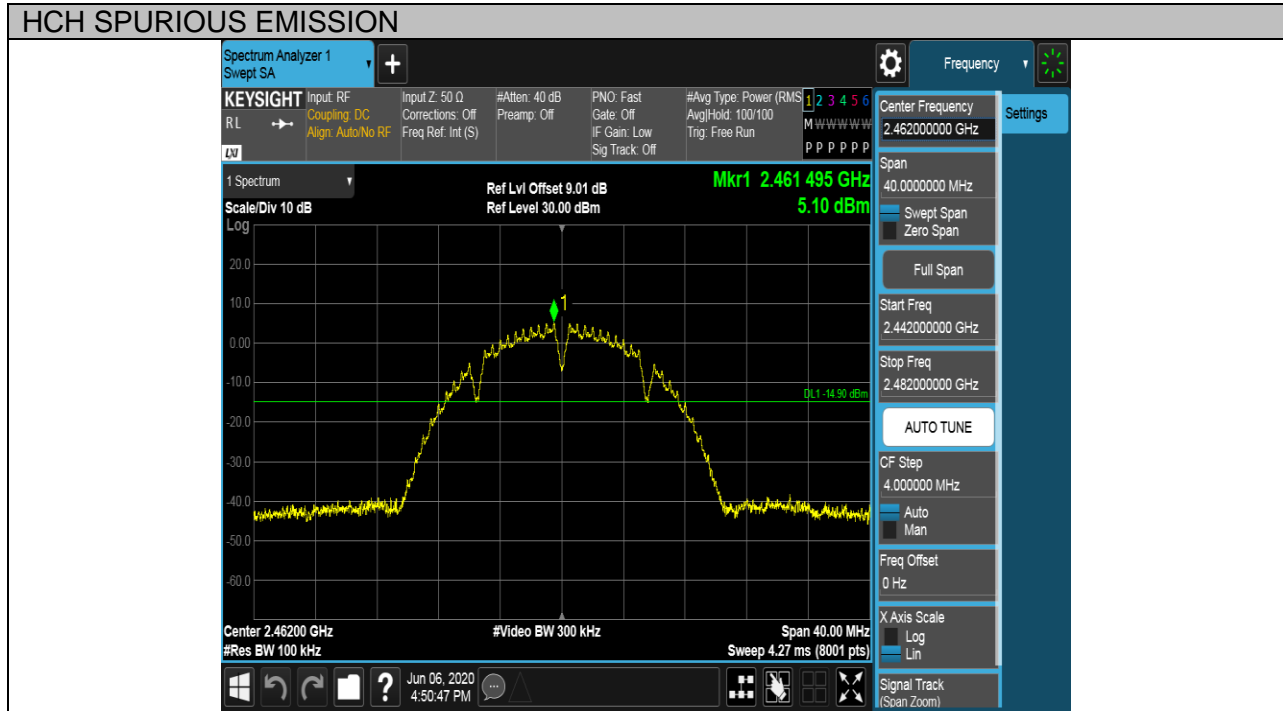 HCH SPURIOUS EMISSION
Spectrum Analyzer 1
Swept SA
Frequency
KEYSIGHT
RL
LXI
Input: RF
Coupling: DC
Align: Auto/No RF
Input Z: 50 Ω
Corrections: Off
Freq Ref: Int (S)
#Atten: 40 dB
Preamp: Off
PNO: Fast
Gate: Off
IF Gain: Low
Sig Track: Off
#Avg Type: Power (RMS
Avg|Hold: 100/100
Trig: Free Run
1 2 3 4 5 6
M W W W W W
P P P P P P
1 Spectrum
Scale/Div 10 dB
Ref Lvl Offset 9.01 dB
Ref Level 30.00 dBm
Mkr1 2.461 495 GHz
5.10 dBm
Log
20.0
10.0
0.00
-10.0
-20.0
-30.0
-40.0
-50.0
-60.0
1
DL1 -14.90 dBm
Center 2.46200 GHz
#Res BW 100 kHz
#Video BW 300 kHz
Span 40.00 MHz
Sweep 4.27 ms (8001 pts)
Jun 06, 2020
4:50:47 PM
?
Center Frequency
2.462000000 GHz
Settings
Span
40.0000000 MHz
Swept Span
Zero Span
Full Span
Start Freq
2.442000000 GHz
Stop Freq
2.482000000 GHz
AUTO TUNE
CF Step
4.000000 MHz
Auto
Man
Freq Offset
0 Hz
X Axis Scale
Log
Lin
Signal Track
(Span Zoom)